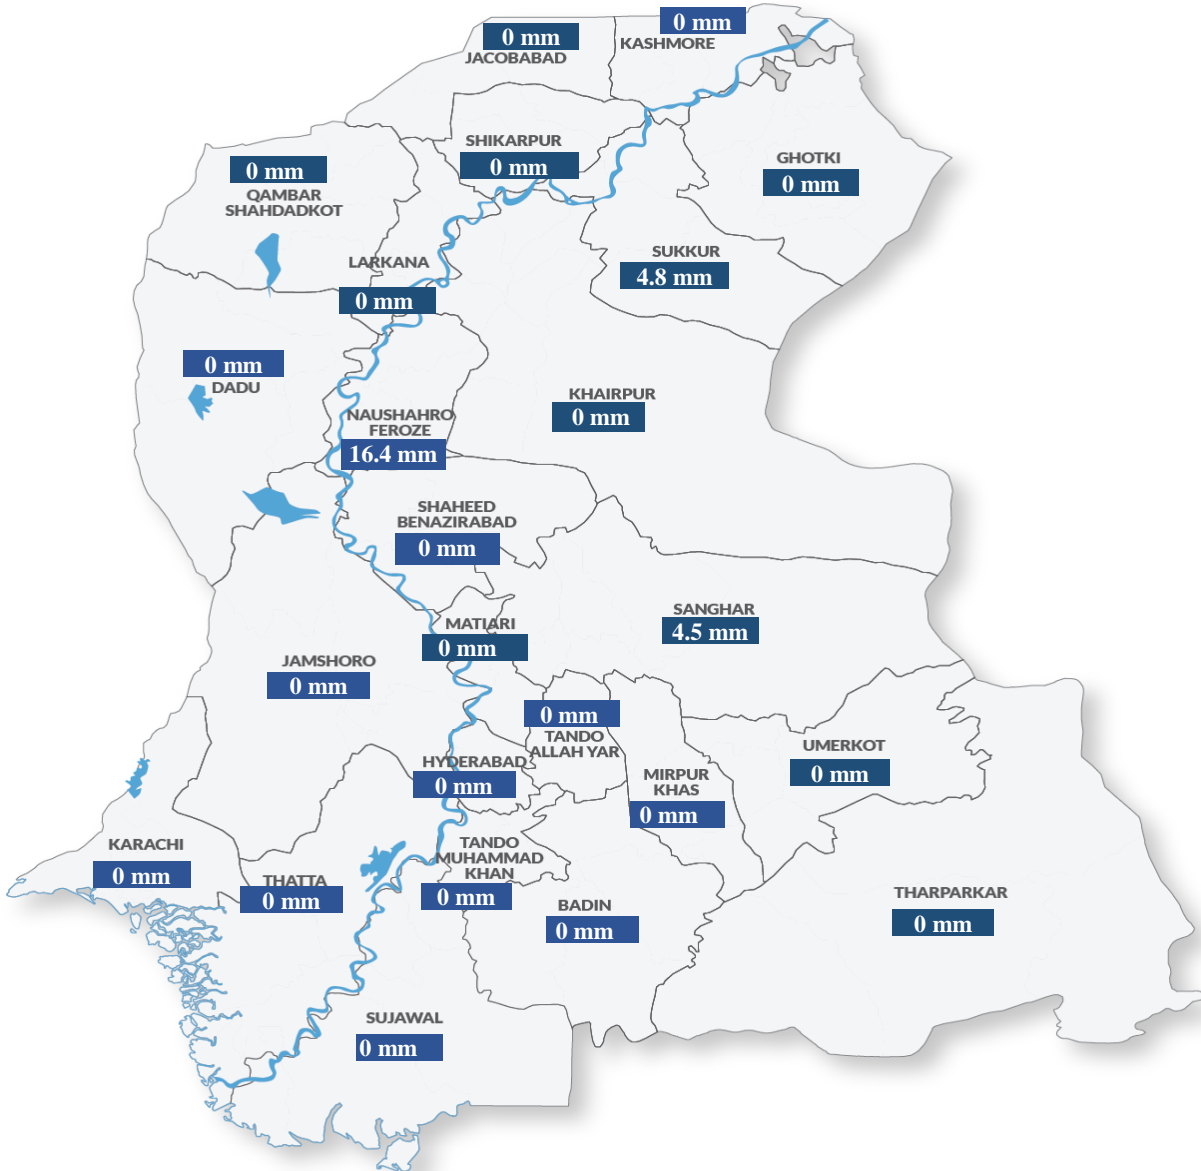 0 mm
KASHMORE
0 mm
JACOBABAD
SHIKARPUR
0 mm
GHOTKI
0 mm
0 mm
QAMBAR
SHAHDADKOT
SUKKUR
4.8 mm
LARKANA
0 mm
0 mm
DADU
KHAIRPUR
0 mm
NAUSHAHRO
FEROZE
16.4 mm
SHAHEED
BENAZIRABAD
0 mm
SANGHAR
4.5 mm
MATIARI
0 mm
JAMSHORO
0 mm
0 mm
TANDO
ALLAH YAR
UMERKOT
0 mm
HYDERABAD
0 mm
MIRPUR
KHAS
0 mm
KARACHI
0 mm
TANDO
MUHAMMAD
KHAN
0 mm
THATTA
0 mm
BADIN
0 mm
THARPARKAR
0 mm
SUJAWAL
0 mm